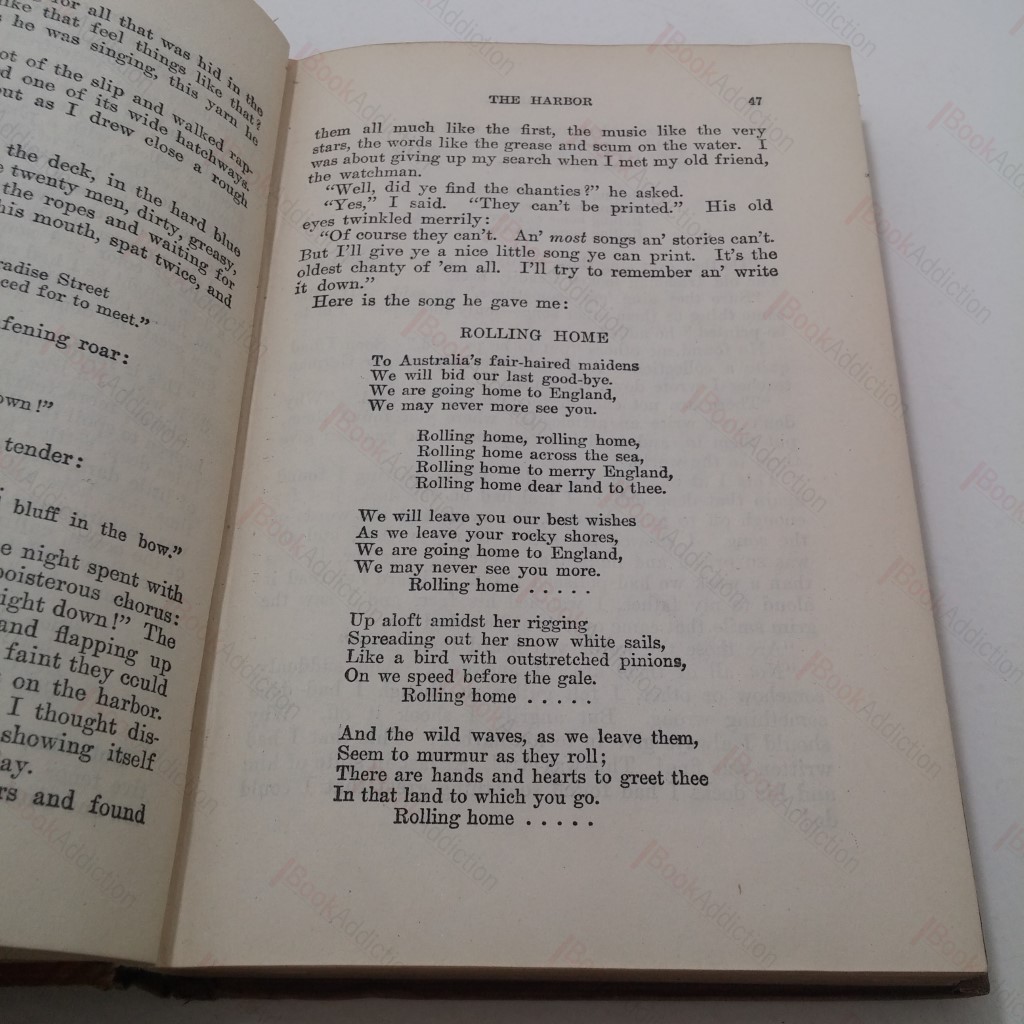 for all that was hid in the
like that feel things like that?
he was singing, this yarn he
of the slip and walked rap-
one of its wide hatchways.
as I drew close a rough
the deck, in the hard blue
twenty men, dirty, greasy,
the ropes and waiting for
his mouth, spat twice, and
Street
for to meet."
roar:
tender:
bluff in the bow."
night spent with
chorus:
down!" The
and flapping up
faint they could
on the harbor.
I thought dis-
showing itself
and found
THE HARBOR 47
them all much like the first, the music like the very
stars, the words like the grease and scum on the water. I
was about giving up my search when I met my old friend,
the watchman.
"Well, did ye find the chanties?" he asked.
"Yes," I said. "They can't be printed." His old
eyes twinkled merrily:
"Of course they can't. An' most songs an' stories can't.
But I'll give ye a nice little song ye can print. It's the
oldest chanty of 'em all. I'll try to remember an' write
it down."
Here is the song he gave me:
ROLLING HOME
To Australia's fair-haired maidens
We will bid our last good-bye.
We are going home to England,
We may never more see you.
Rolling home, rolling home,
Rolling home across the sea,
Rolling home to merry England,
Rolling home dear land to thee.
We will leave you our best wishes
As we leave your rocky shores,
We are going home to England,
We may never see you more.
Rolling home . . . . .
Up aloft amidst her rigging
Spreading out her snow white sails,
Like a bird with outstretched pinions,
On we speed before the gale.
Rolling home . . . . .
And the wild waves, as we leave them,
Seem to murmur as they roll;
There are hands and hearts to greet thee
In that land to which you go.
Rolling home . . . . .
BookAddiction